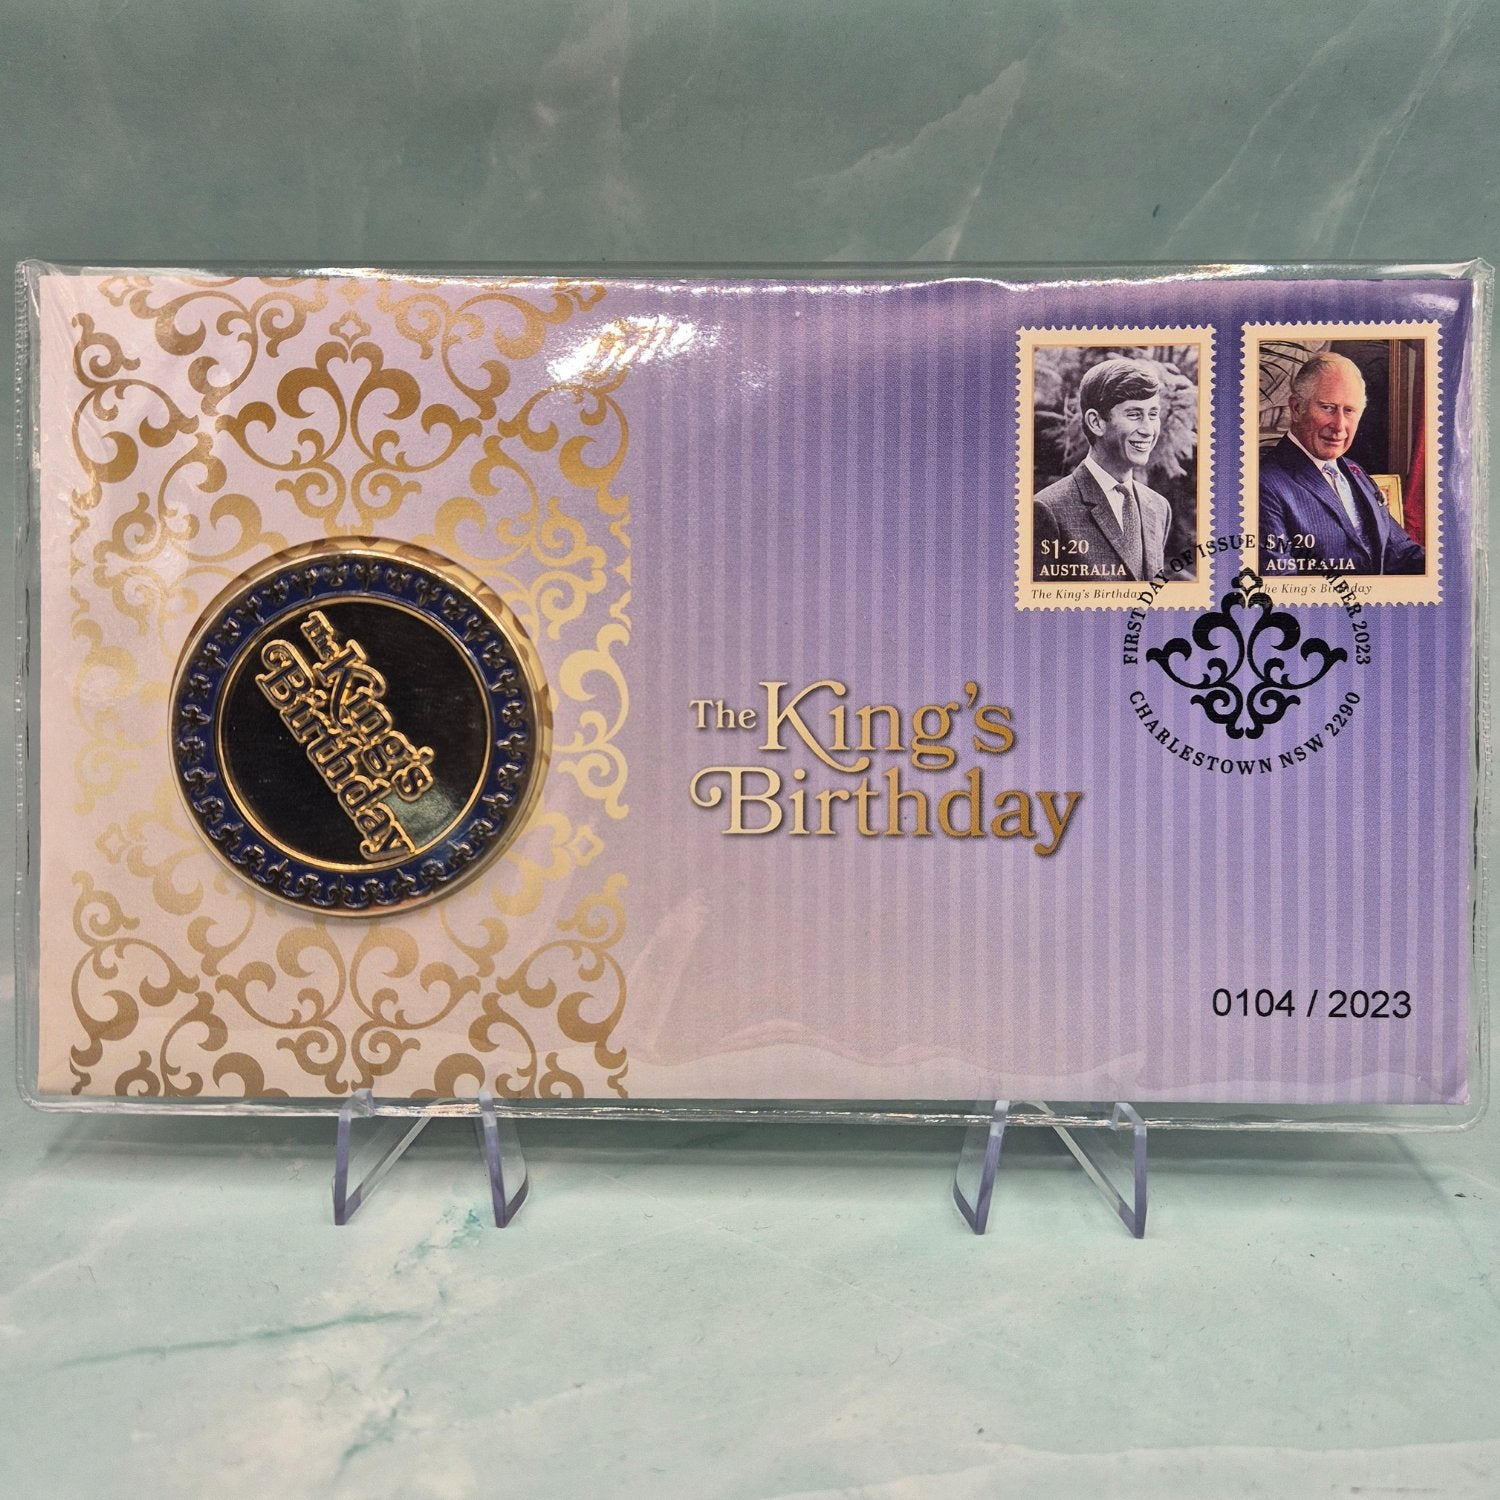 $1·20
AUSTRALIA
The King's Birthday
$1·20
AUSTRALIA
The King's Birthday
FIRST DAY OF ISSUE NOVEMBER 2023
CHARLESTOWN NSW 2290
The King's
Birthday
The
King's
Birthday
0104 / 2023